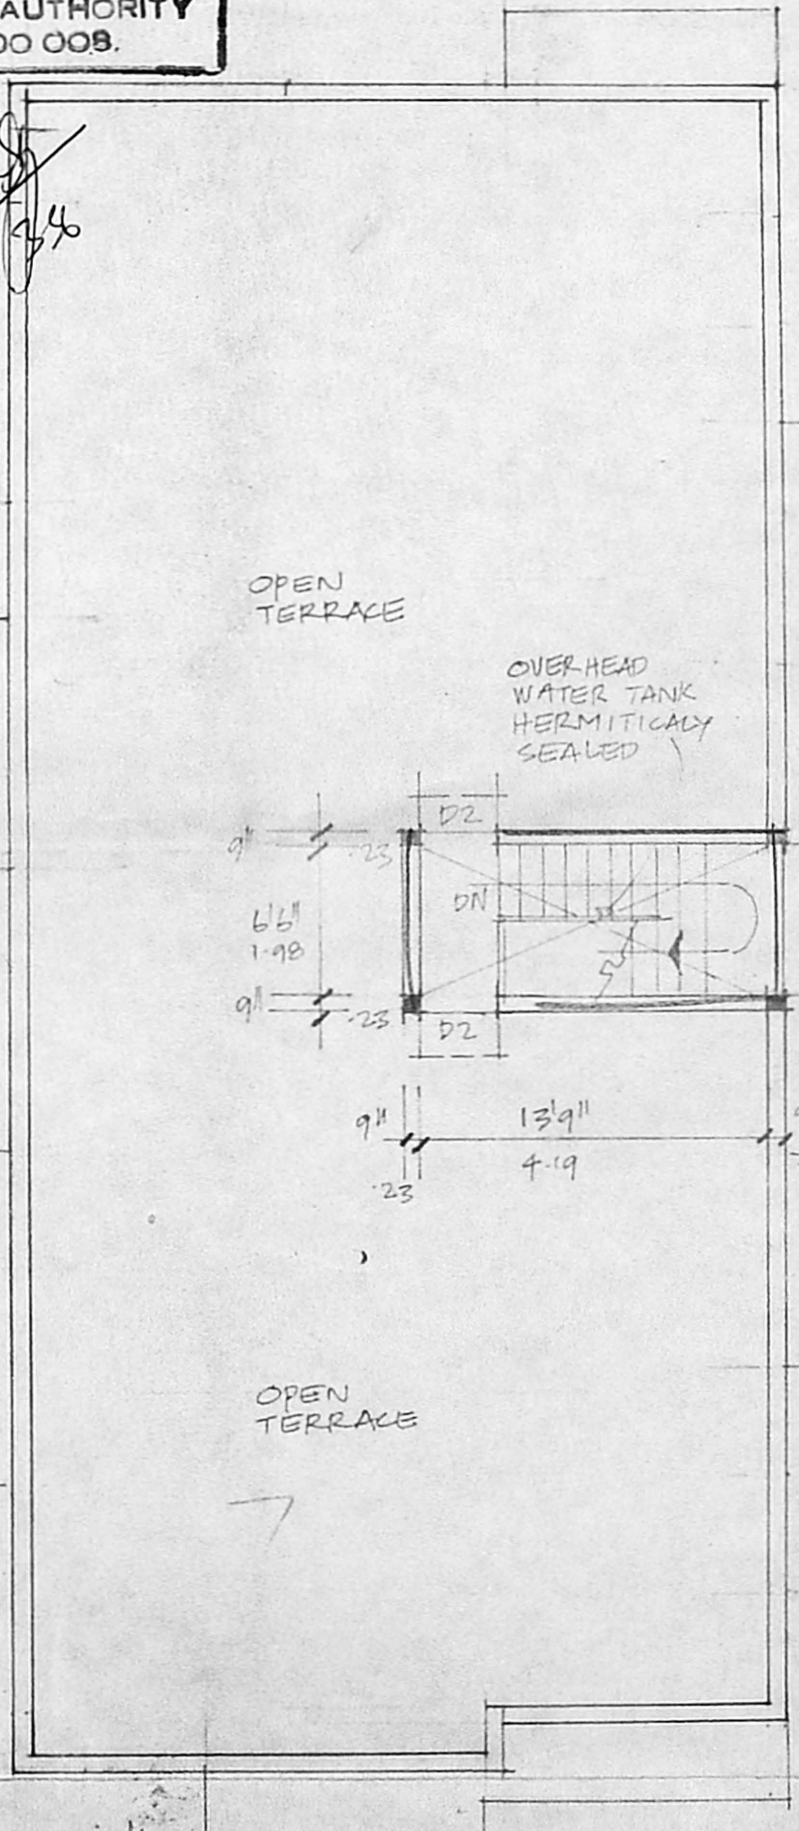 AUTHORITY
00 008.
OPEN
TERRACE
OVERHEAD
WATER TANK
HERMITICALY
SEALED
D2
9"
.23
DN
6'6"
1.98
9"
.23
D2
9"
13'9"
4.19
.23
OPEN
TERRACE